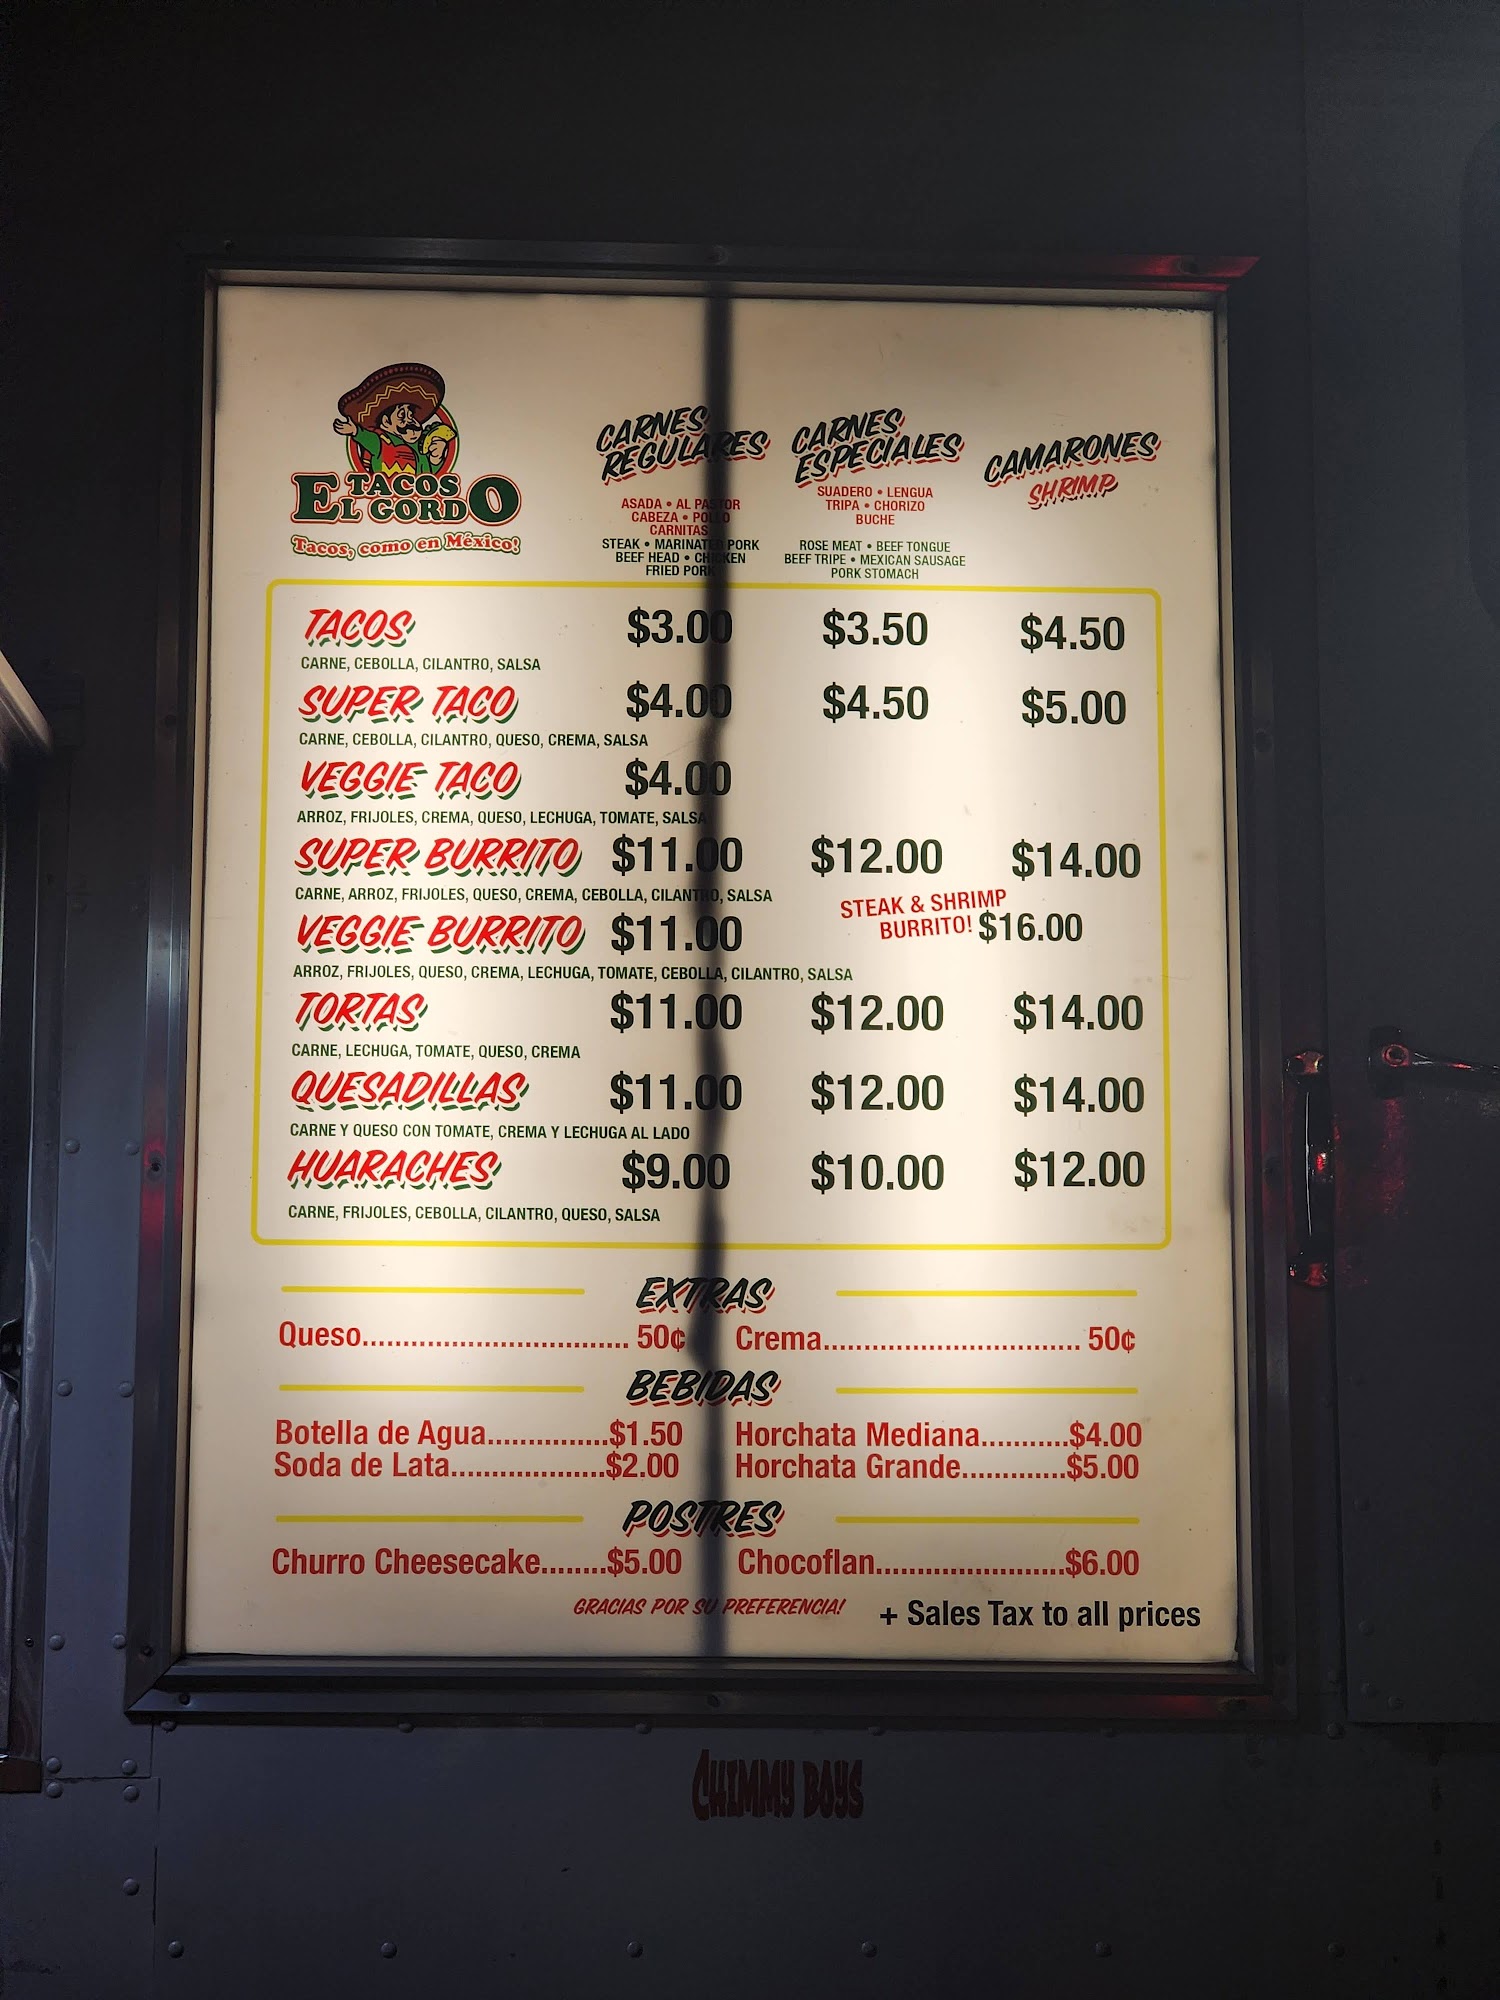 TACOS
EL GORDO
Tacos, como en México!
CARNES
REGULARES
ASADA • AL PASTOR
CABEZA • POLLO
CARNITAS
STEAK • MARINATED PORK
BEEF HEAD • CHICKEN
FRIED PORK
CARNES
ESPECIALES
SUADERO • LENGUA
TRIPA • CHORIZO
BUCHE
ROSE MEAT • BEEF TONGUE
BEEF TRIPE • MEXICAN SAUSAGE
PORK STOMACH
CAMARONES
SHRIMP
TACOS $3.00 $3.50 $4.50
CARNE, CEBOLLA, CILANTRO, SALSA
SUPER TACO $4.00 $4.50 $5.00
CARNE, CEBOLLA, CILANTRO, QUESO, CREMA, SALSA
VEGGIE TACO $4.00
ARROZ, FRIJOLES, CREMA, QUESO, LECHUGA, TOMATE, SALSA
SUPER BURRITO $11.00 $12.00 $14.00
CARNE, ARROZ, FRIJOLES, QUESO, CREMA, CEBOLLA, CILANTRO, SALSA
STEAK & SHRIMP
BURRITO! $16.00
VEGGIE BURRITO $11.00
ARROZ, FRIJOLES, QUESO, CREMA, LECHUGA, TOMATE, CEBOLLA, CILANTRO, SALSA
TORTAS $11.00 $12.00 $14.00
CARNE, LECHUGA, TOMATE, QUESO, CREMA
QUESADILLAS $11.00 $12.00 $14.00
CARNE Y QUESO CON TOMATE, CREMA Y LECHUGA AL LADO
HUARACHES $9.00 $10.00 $12.00
CARNE, FRIJOLES, CEBOLLA, CILANTRO, QUESO, SALSA
EXTRAS
Queso................................ 50¢ Crema............................... 50¢
BEBIDAS
Botella de Agua...............$1.50 Horchata Mediana...........$4.00
Soda de Lata...................$2.00 Horchata Grande.............$5.00
POSTRES
Churro Cheesecake........$5.00 Chocoflan.......................$6.00
GRACIAS POR SU PREFERENCIA! + Sales Tax to all prices
CHIMMY BOYS